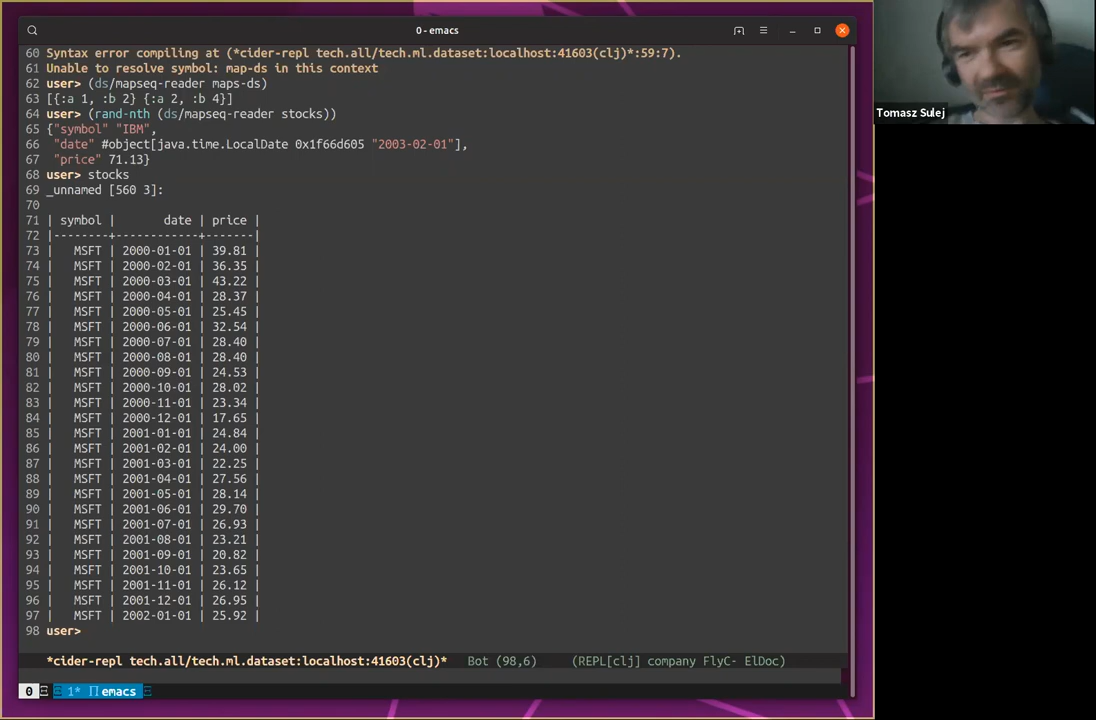 0 - emacs
Tomasz Sulej
60 Syntax error compiling at (*cider-repl tech.all/tech.ml.dataset:localhost:41603(clj)*:59:7).
61 Unable to resolve symbol: map-ds in this context
62 user> (ds/mapseq-reader maps-ds)
63 [{:a 1, :b 2} {:a 2, :b 4}]
64 user> (rand-nth (ds/mapseq-reader stocks))
65 {"symbol" "IBM",
66 "date" #object[java.time.LocalDate 0x1f66d605 "2003-02-01"],
67 "price" 71.13}
68 user> stocks
69 _unnamed [560 3]:
70
71 | symbol | date | price |
72 |--------+------------+-------|
73 | MSFT | 2000-01-01 | 39.81 |
74 | MSFT | 2000-02-01 | 36.35 |
75 | MSFT | 2000-03-01 | 43.22 |
76 | MSFT | 2000-04-01 | 28.37 |
77 | MSFT | 2000-05-01 | 25.45 |
78 | MSFT | 2000-06-01 | 32.54 |
79 | MSFT | 2000-07-01 | 28.40 |
80 | MSFT | 2000-08-01 | 28.40 |
81 | MSFT | 2000-09-01 | 24.53 |
82 | MSFT | 2000-10-01 | 28.02 |
83 | MSFT | 2000-11-01 | 23.34 |
84 | MSFT | 2000-12-01 | 17.65 |
85 | MSFT | 2001-01-01 | 24.84 |
86 | MSFT | 2001-02-01 | 24.00 |
87 | MSFT | 2001-03-01 | 22.25 |
88 | MSFT | 2001-04-01 | 27.56 |
89 | MSFT | 2001-05-01 | 28.14 |
90 | MSFT | 2001-06-01 | 29.70 |
91 | MSFT | 2001-07-01 | 26.93 |
92 | MSFT | 2001-08-01 | 23.21 |
93 | MSFT | 2001-09-01 | 20.82 |
94 | MSFT | 2001-10-01 | 23.65 |
95 | MSFT | 2001-11-01 | 26.12 |
96 | MSFT | 2001-12-01 | 26.95 |
97 | MSFT | 2002-01-01 | 25.92 |
98 user>
*cider-repl tech.all/tech.ml.dataset:localhost:41603(clj)* Bot (98,6) (REPL[clj] company FlyC- ElDoc)
0 1* emacs